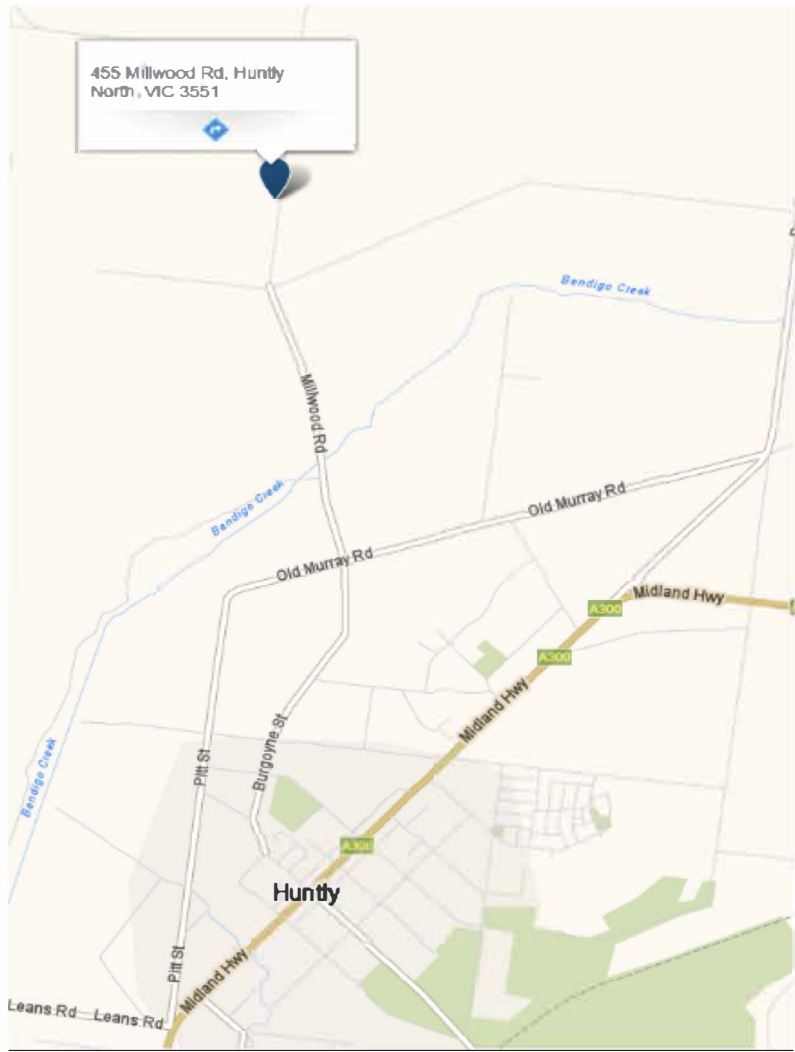 455 Millwood Rd, Huntly
North, VIC 3551
Bendigo Creek
Millwood Rd
Bendigo Creek
Old Murray Rd
Old Murray Rd
A300
Midland Hwy
A300
Midland Hwy
Burgoyne St
Pitt St
Bendigo Creek
A300
Huntly
Pitt St
Midland Hwy
Leans Rd
Leans Rd